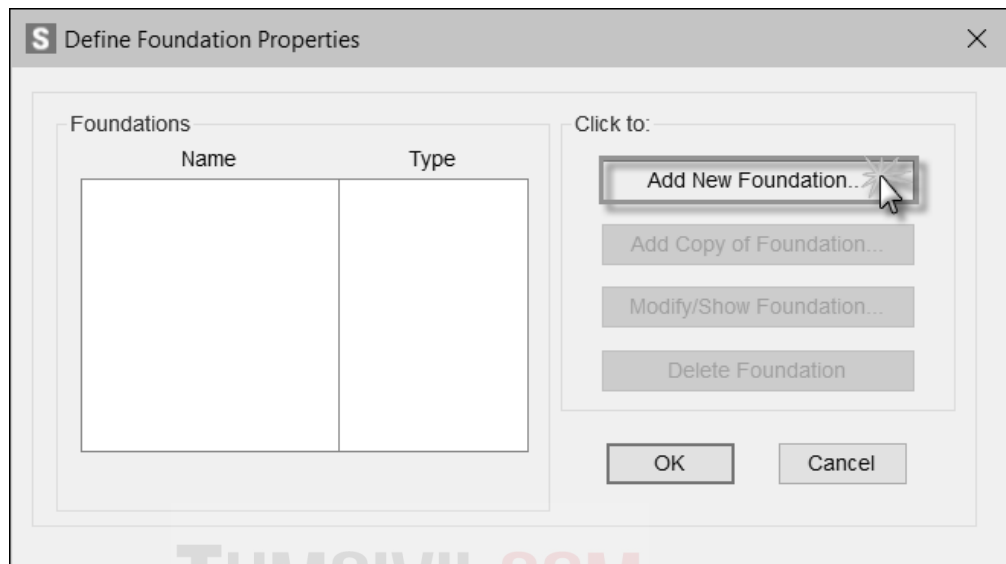 S Define Foundation Properties
Foundations
Name Type
Click to:
Add New Foundation...
Add Copy of Foundation...
Modify/Show Foundation...
Delete Foundation
OK Cancel